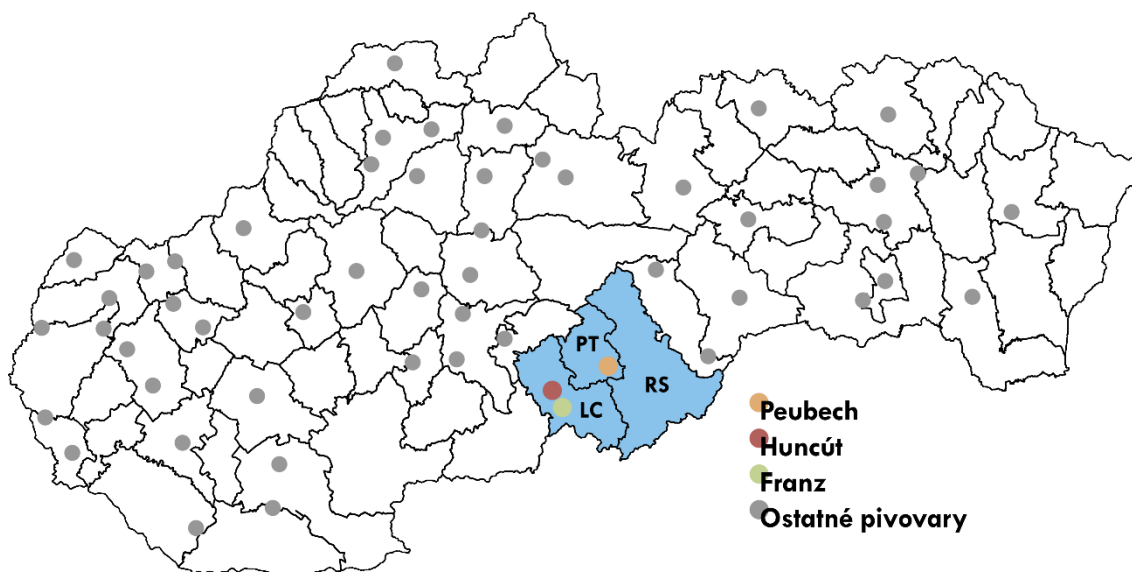 PT
RS
LC
Peubech
Huncút
Franz
Ostatné pivovary